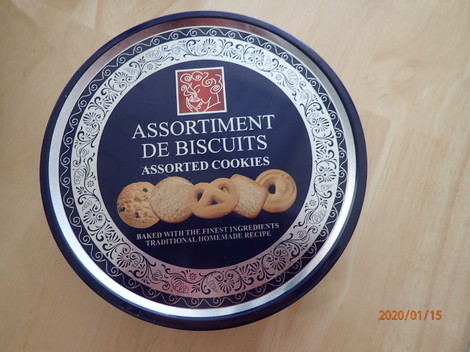 ASSORTIMENT
DE BISCUITS
ASSORTED COOKIES
BAKED WITH THE FINEST INGREDIENTS
TRADITIONAL HOMEMADE RECIPE
2020/01/15